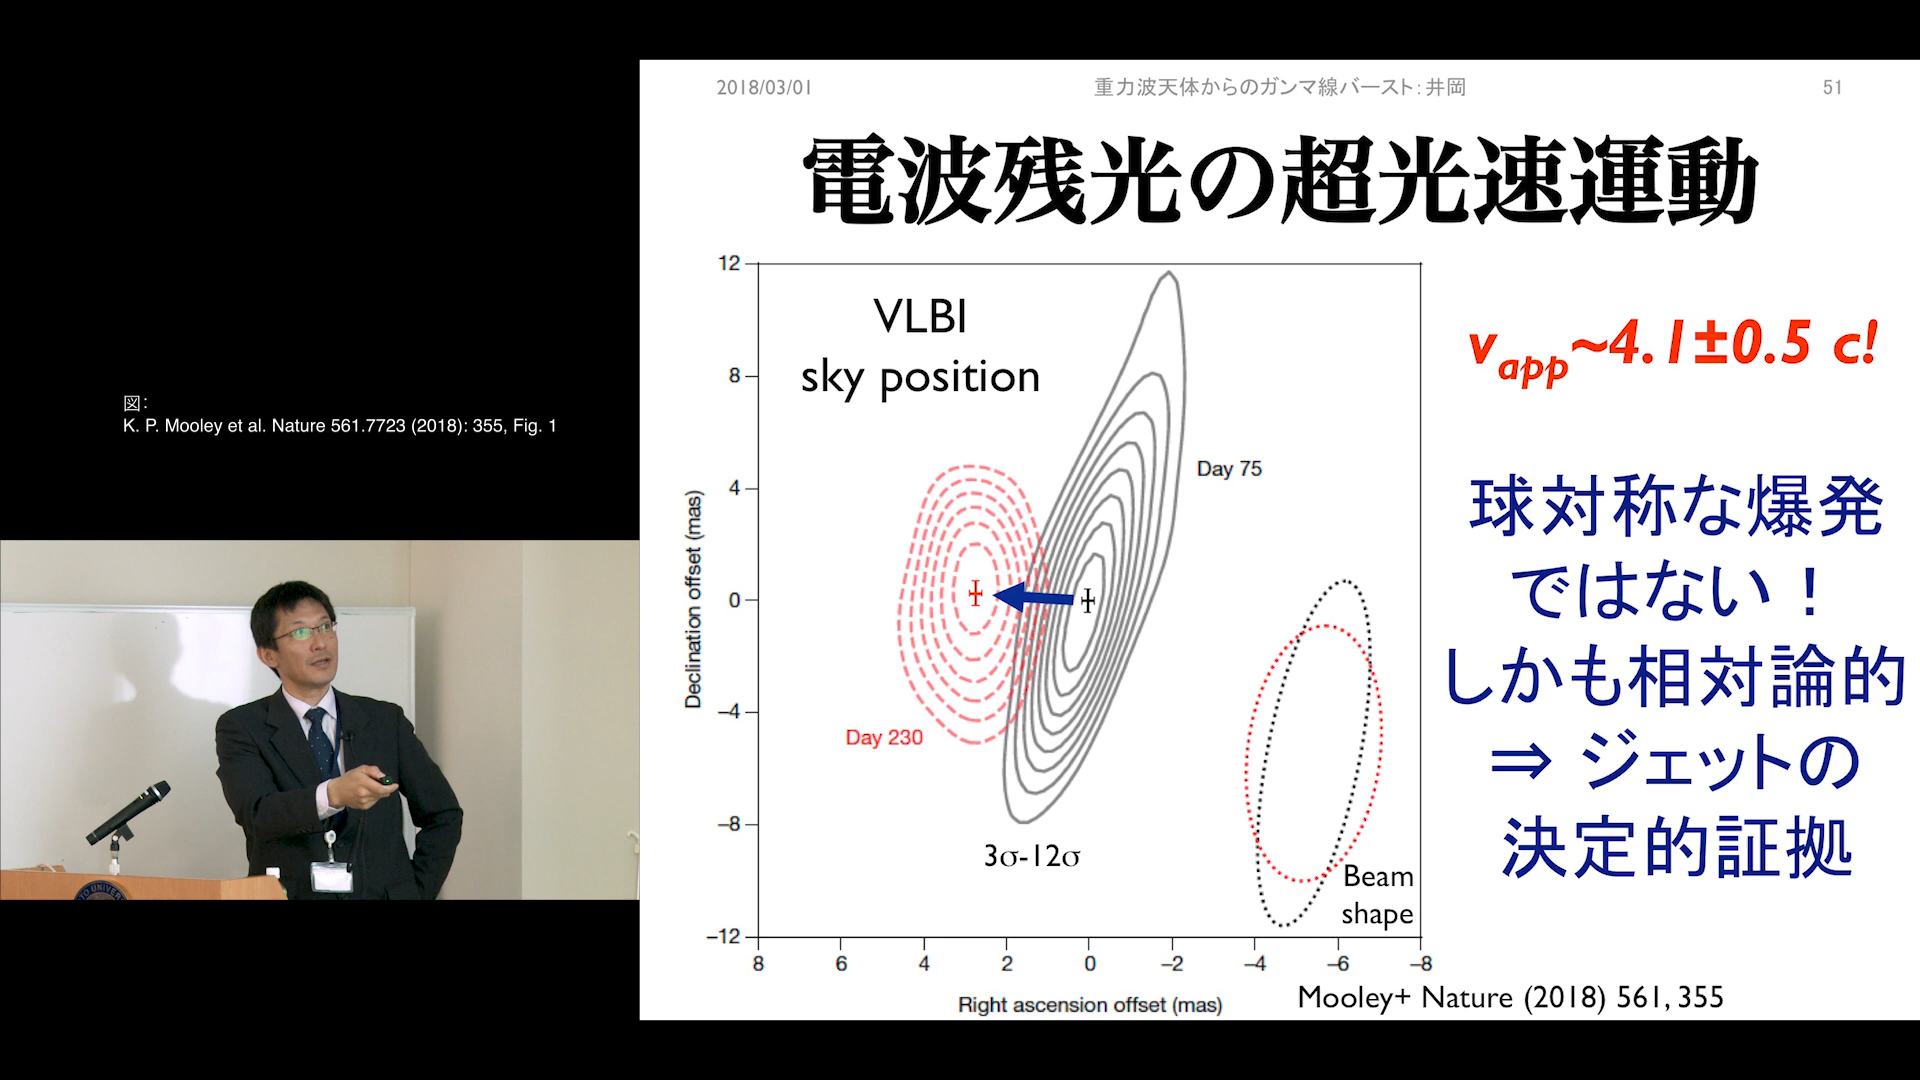 図:
K. P. Mooley et al. Nature 561.7723 (2018): 355, Fig. 1
2018/03/01
重力波天体からのガンマ線バースト：井岡
51
電波残光の超光速運動
VLBI
sky position
12
8
4
0
−4
−8
−12
Declination offset (mas)
Day 75
Day 230
3σ-12σ
Beam
shape
8 6 4 2 0 −2 −4 −6 −8
Right ascension offset (mas)
vapp~4.1±0.5 c!
球対称な爆発
ではない！
しかも相対論的
⇒ ジェットの
決定的証拠
Mooley+ Nature (2018) 561, 355